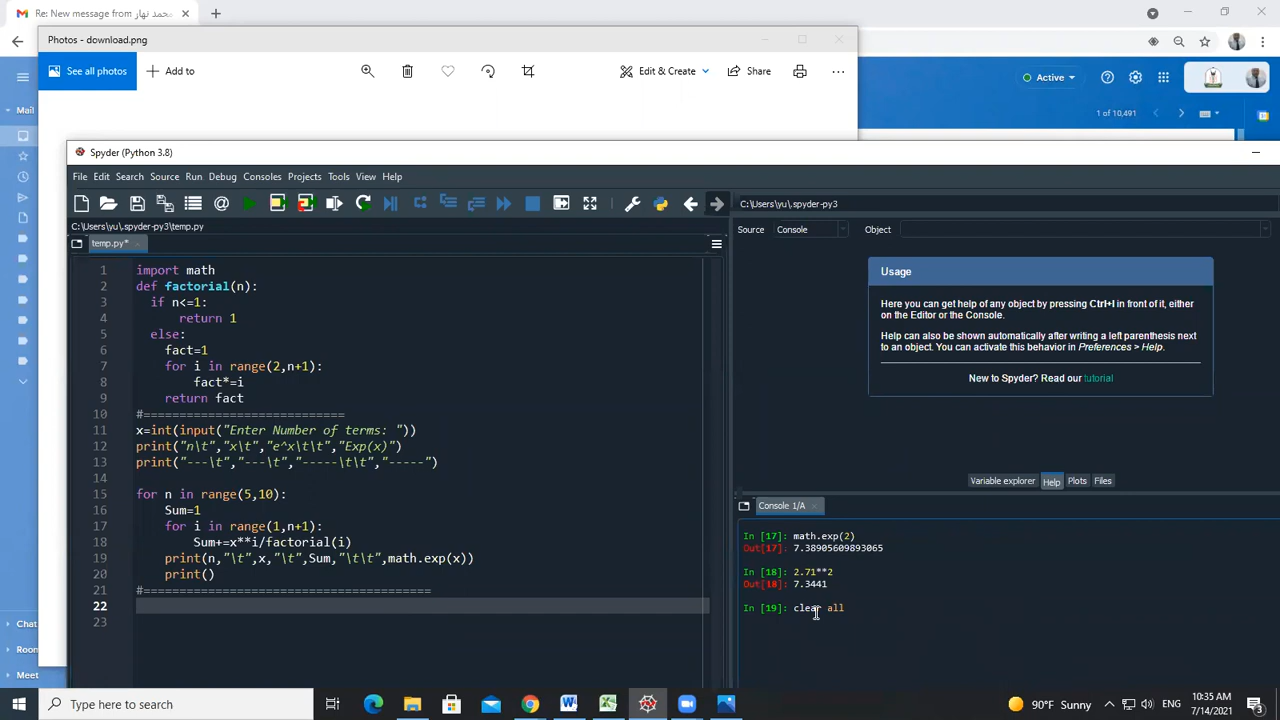 Re: New message from محمد نهار
Photos - download.png
See all photos
Add to
Edit & Create
Share
Active
Mail
1 of 10,491
Spyder (Python 3.8)
File Edit Search Source Run Debug Consoles Projects Tools View Help
C:\Users\yu\.spyder-py3\temp.py
temp.py*
1 import math
2 def factorial(n):
3 if n<=1:
4 return 1
5 else:
6 fact=1
7 for i in range(2,n+1):
8 fact*=i
9 return fact
10 #============================
11 x=int(input("Enter Number of terms: "))
12 print("n\t","x\t","e^x\t\t","Exp(x)")
13 print("---\t","---\t","-----\t\t","-----")
14
15 for n in range(5,10):
16 Sum=1
17 for i in range(1,n+1):
18 Sum+=x**i/factorial(i)
19 print(n,"\t",x,"\t",Sum,"\t\t",math.exp(x))
20 print()
21 #========================================
22
23
C:\Users\yu\.spyder-py3
Source Console Object
Usage
Here you can get help of any object by pressing Ctrl+I in front of it, either
on the Editor or the Console.
Help can also be shown automatically after writing a left parenthesis next
to an object. You can activate this behavior in Preferences > Help.
New to Spyder? Read our tutorial
Variable explorer Help Plots Files
Console 1/A
In [17]: math.exp(2)
Out[17]: 7.38905609893065
In [18]: 2.71**2
Out[18]: 7.3441
In [19]: clear all
Chat
Room
Meet
Type here to search
90°F Sunny
ENG
10:35 AM
7/14/2021
3